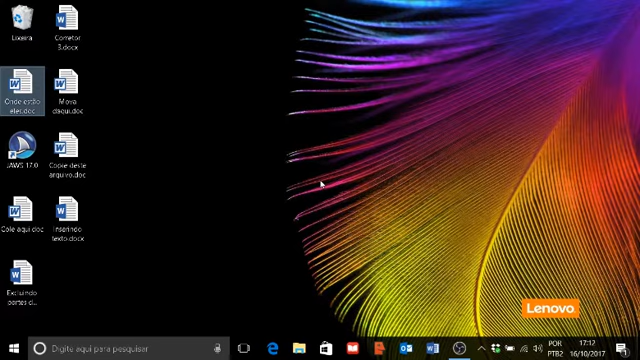 Lixeira
Corretor
3.docx
Onde estão
eles.doc
Mova
daqui.doc
JAWS 17.0
Copie deste
arquivo.doc
Cole aqui.doc
Inserindo
texto.docx
Excluindo
partes d...
Lenovo
Digite aqui para pesquisar
POR
PTB2
17:12
16/10/2017